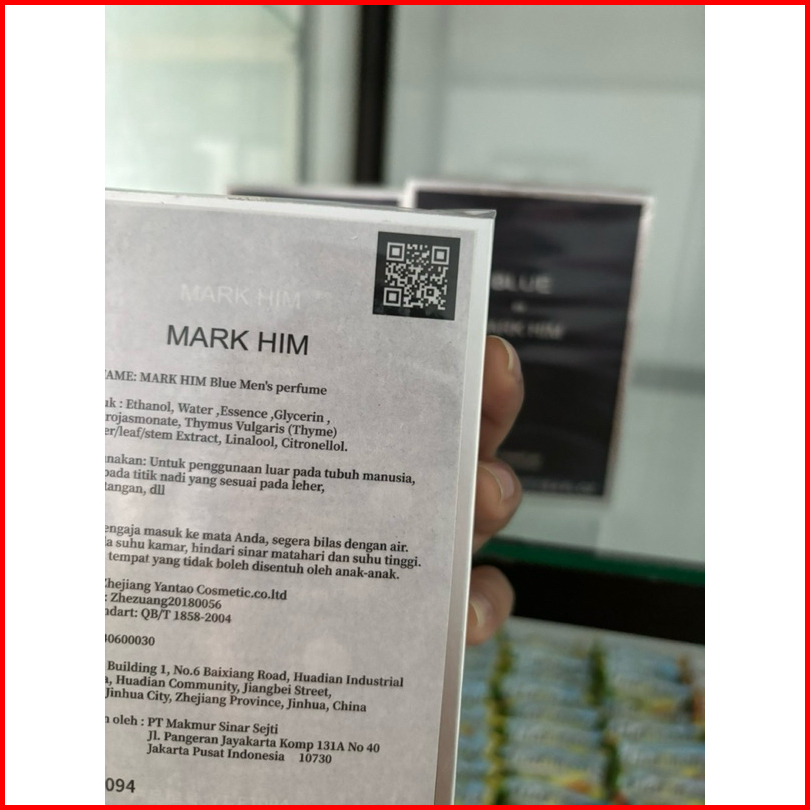 MARK HIM
MARK HIM
AME: MARK HIM Blue Men's perfume
uk : Ethanol, Water ,Essence ,Glycerin ,
rojasmonate, Thymus Vulgaris (Thyme)
er/leaf/stem Extract, Linalool, Citronellol.
nakan: Untuk penggunaan luar pada tubuh manusia,
pada titik nadi yang sesuai pada leher,
tangan, dll
engaja masuk ke mata Anda, segera bilas dengan air.
a suhu kamar, hindari sinar matahari dan suhu tinggi.
tempat yang tidak boleh disentuh oleh anak-anak.
Zhejiang Yantao Cosmetic.co.ltd
: Zhezuang20180056
ndart: QB/T 1858-2004
30600030
Building 1, No.6 Baixiang Road, Huadian Industrial
a, Huadian Community, Jiangbei Street,
Jinhua City, Zhejiang Province, Jinhua, China
n oleh : PT Makmur Sinar Sejti
Jl. Pangeran Jayakarta Komp 131A No 40
Jakarta Pusat Indonesia 10730
094
BLUE
MARK HIM